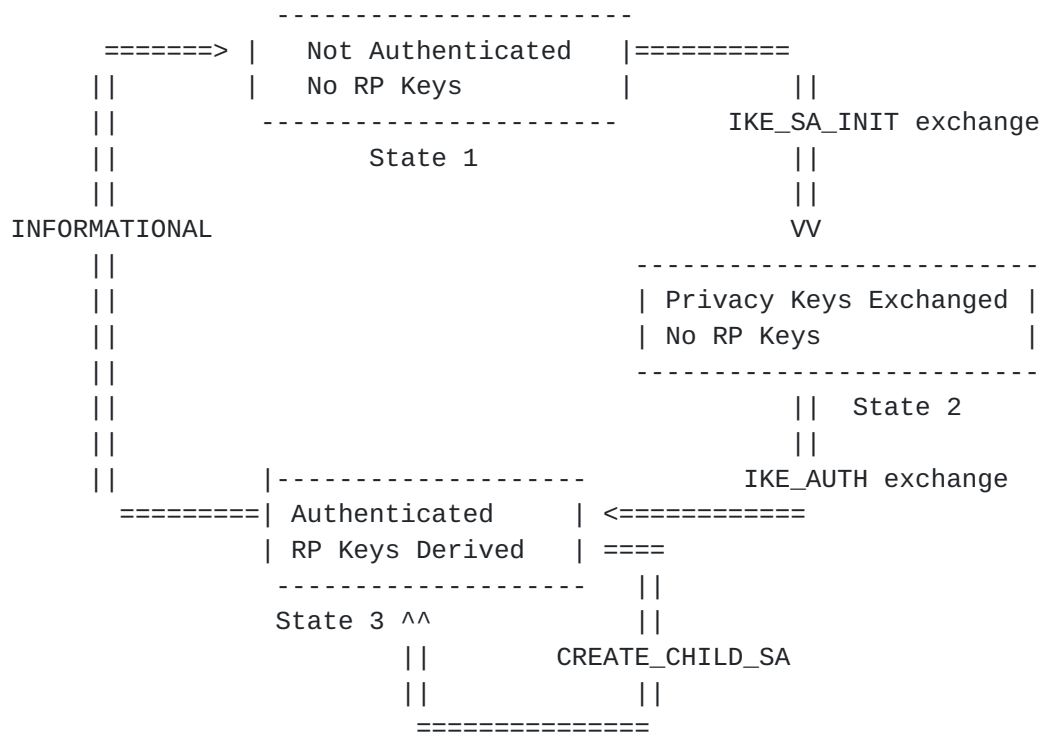 -----------------------
=======> |   Not Authenticated   |==========
||        |   No RP Keys          |          ||
||         -----------------------       IKE_SA_INIT exchange
||                State 1                    ||
||                                           ||
INFORMATIONAL                                     VV
||                                 --------------------------
||                                 | Privacy Keys Exchanged |
||                                 | No RP Keys             |
||                                 --------------------------
||                                           ||  State 2
||                                           ||
||         |--------------------          IKE_AUTH exchange
=========| Authenticated     | <============
| RP Keys Derived   | ====
--------------------   ||
State 3 ^^             ||
||        CREATE_CHILD_SA
||             ||
===============